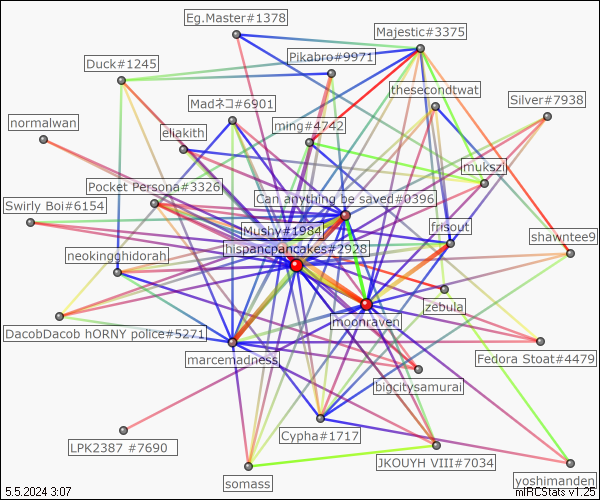 Eg.Master#1378
Majestic#3375
Pikabro#9971
Duck#1245
thesecondtwat
Silver#7938
Madネコ#6901
normalwan
eliakith
ming#4742
mukszi
Pocket Persona#3326
Can anything be saved#0396
Swirly Boi#6154
Mushy#1984
frisout
shawntee9
hispancpancakes#2928
neokingghidorah
zebula
DacobDacob hORNY police#5271
moonraven
marcemadness
Fedora Stoat#4479
bigcitysamurai
Cypha#1717
LPK2387 #7690
JKOUYH VIII#7034
somass
yoshimanden
5.5.2024 3:07
mIRCStats v1.25